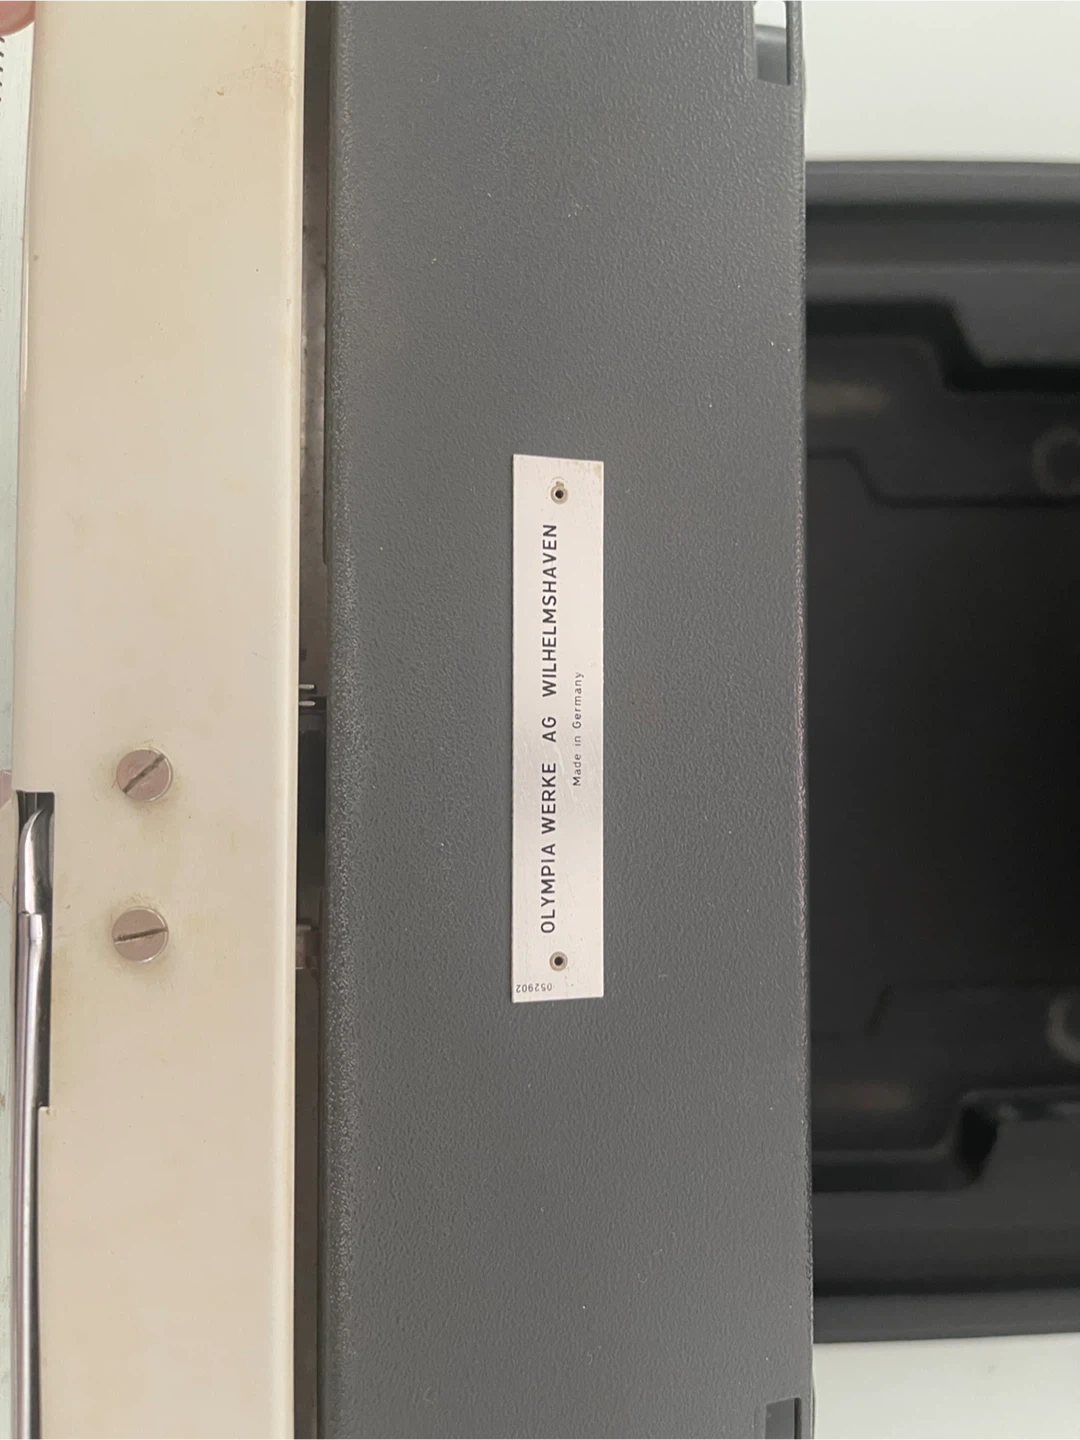 OLYMPIA WERKE AG WILHELMSHAVEN
Made in Germany
052902